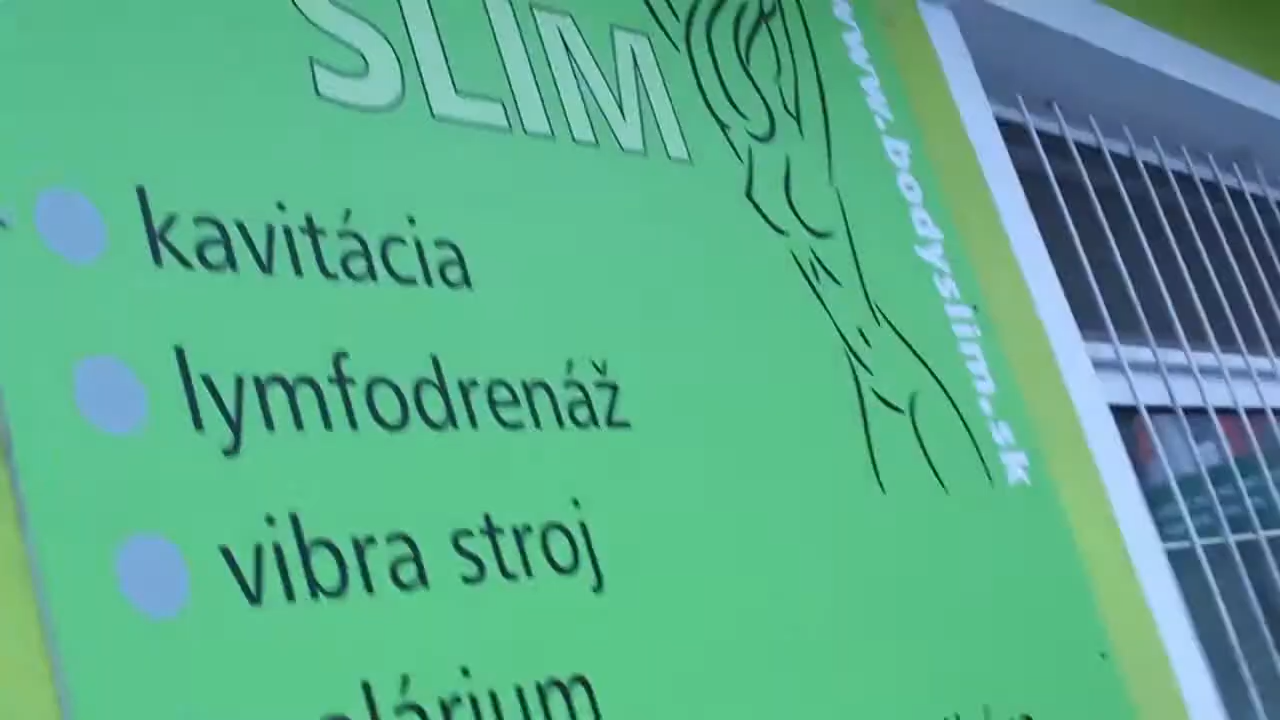 SLIM
www.bodyslim.sk
kavitácia
lymfodrenáž
vibra stroj